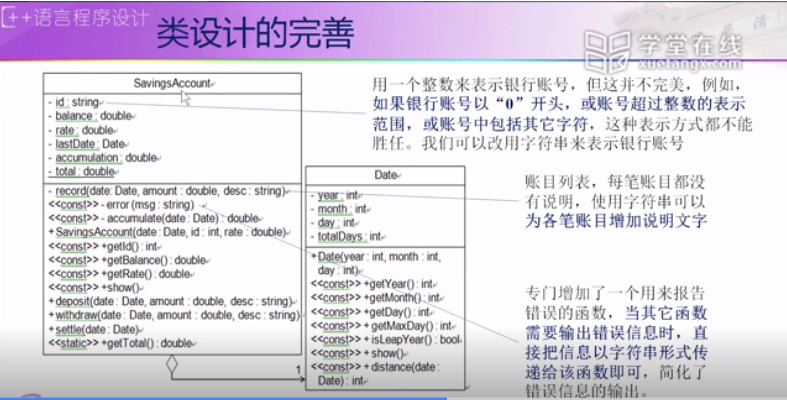 C++语言程序设计
类设计的完善
学堂在线
xuetangx.com
SavingsAccount
- id : string
- balance : double
- rate : double
- lastDate : Date
- accumulation : double
- total : double
- record(date: Date, amount : double, desc : string)
<<const>> - error (msg : string)
<<const>> - accumulate(date : Date) : double
+SavingsAccount(date : Date, id : int, rate : double)
<<const>> +getId() : int
<<const>> +getBalance() : double
<<const>> +getRate() : double
<<const>> +show()
+deposit(date : Date, amount : double, desc : string)
+withdraw(date : Date, amount : double, desc : string)
+settle(date : Date)
<<static>> +getTotal() : double
1
Date
- year : int
- month : int
- day : int
- totalDays : int
+Date(year : int, month : int,
day : int)
<<const>> +getYear() : int
<<const>> +getMonth() : int
<<const>> +getDay() : int
<<const>> +getMaxDay() : int
<<const>> + isLeapYear() : bool
<<const>> + show()
<<const>> + distance(date :
Date) : int
用一个整数来表示银行账号，但这并不完美，例如，
如果银行账号以“0”开头，或账号超过整数的表示
范围，或账号中包括其它字符，这种表示方式都不能
胜任。我们可以改用字符串来表示银行账号
账目列表，每笔账目都没
有说明，使用字符串可以
为各笔账目增加说明文字
专门增加了一个用来报告
错误的函数，当其它函数
需要输出错误信息时，直
接把信息以字符串形式传
递给该函数即可，简化了
错误信息的输出。